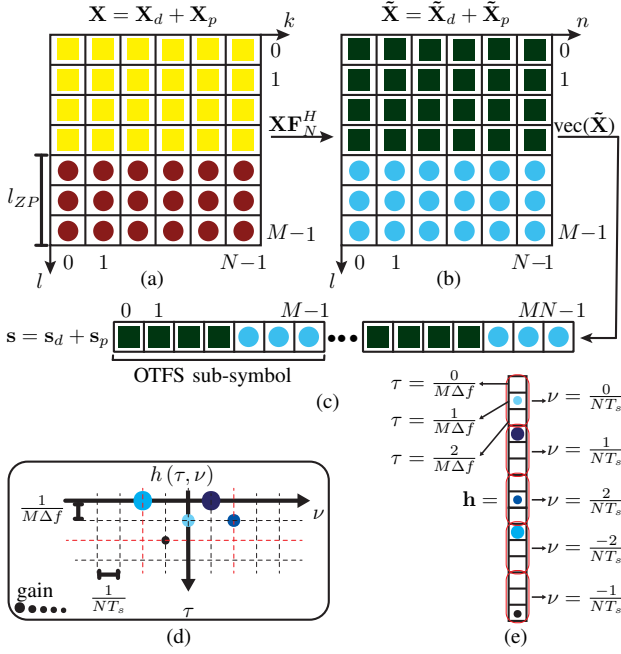 X = X_d + X_p
k
0
1
l_{ZP}
M−1
0 1 N−1
l
(a)
XF_N^H
X̃ = X̃_d + X̃_p
n
0
1
M−1
0 1 N−1
l
(b)
vec(X̃)
0 1 M−1 MN−1
s = s_d + s_p
OTFS sub-symbol
(c)
h (τ, ν)
1/MΔf
ν
1/NT_s
τ
gain
(d)
τ = 0/MΔf
τ = 1/MΔf
τ = 2/MΔf
h =
ν = 0/NT_s
ν = 1/NT_s
ν = 2/NT_s
ν = −2/NT_s
ν = −1/NT_s
(e)